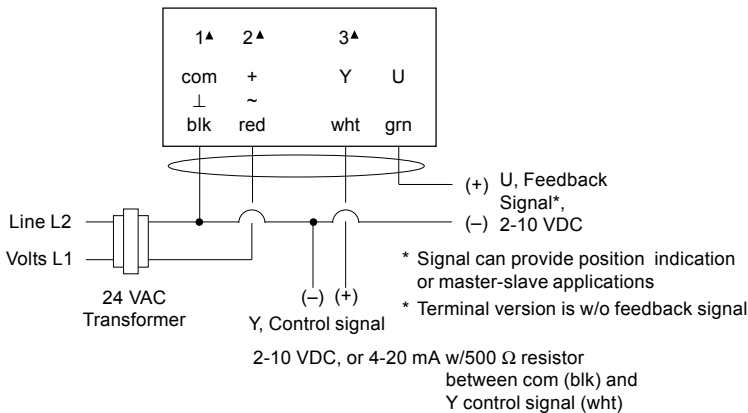 1▲ 2▲ 3▲
com + Y U
⊥ ~
blk red wht grn
(+) U, Feedback
Signal*,
(–) 2-10 VDC
Line L2
Volts L1
24 VAC
Transformer
(–) (+)
Y, Control signal
* Signal can provide position indication
or master-slave applications
* Terminal version is w/o feedback signal
2-10 VDC, or 4-20 mA w/500 Ω resistor
between com (blk) and
Y control signal (wht)